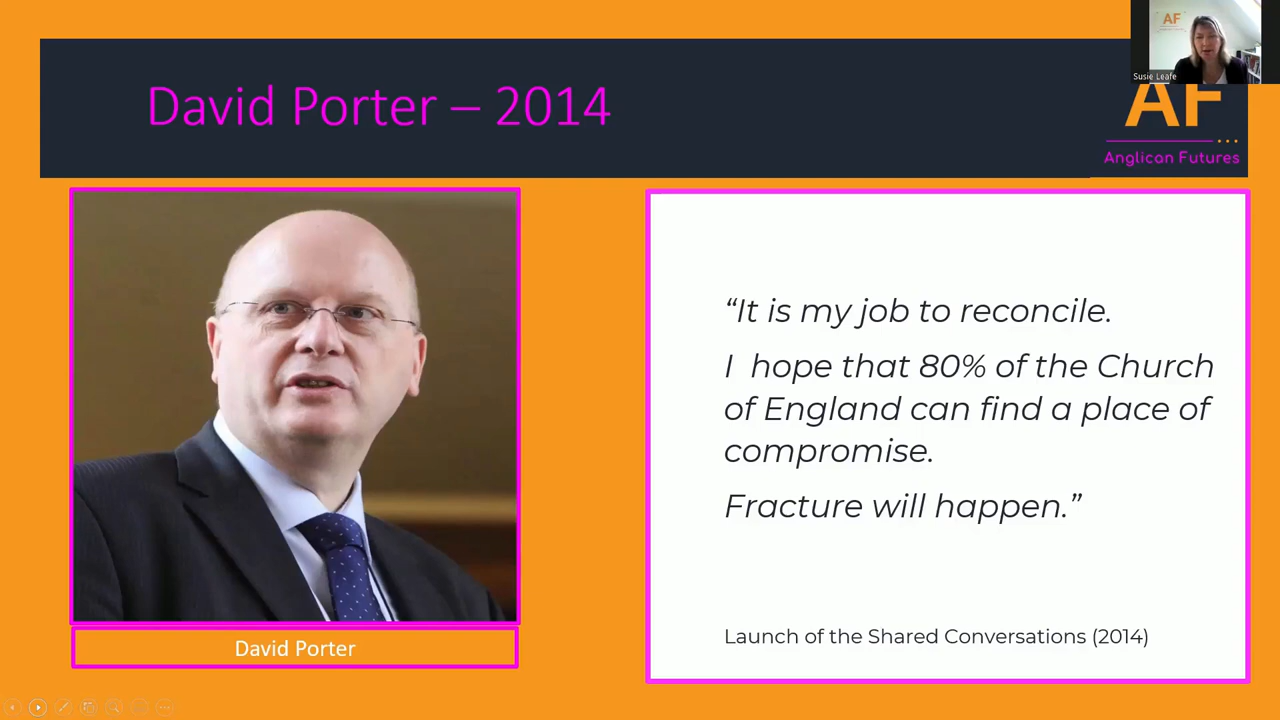 David Porter – 2014
AF
Susie Leafe
AF
Anglican Futures
“It is my job to reconcile.
I  hope that 80% of the Church
of England can find a place of
compromise.
Fracture will happen.”
Launch of the Shared Conversations (2014)
David Porter